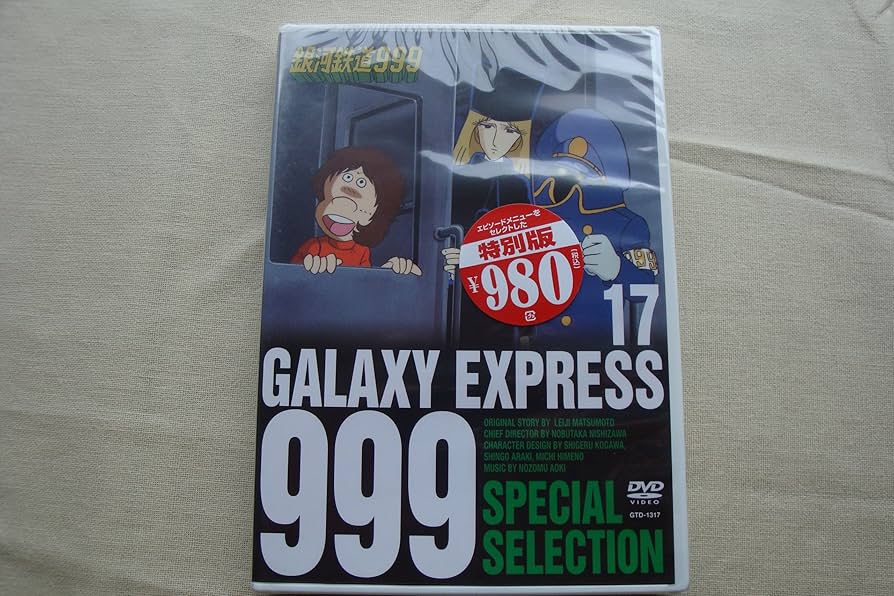 銀河鉄道999
エピソードメニューを
セレクトした
特別版
¥980
(税込)
17
GALAXY EXPRESS
999
ORIGINAL STORY BY LEIJI MATSUMOTO
CHIEF DIRECTOR BY NOBUTAKA NISHIZAWA
CHARACTER DESIGN BY SHIGERU KOGAWA,
SHINGO ARAKI, MICHI HIMENO
MUSIC BY NOZOMU AOKI
SPECIAL
SELECTION
DVD
VIDEO
GTD-1317